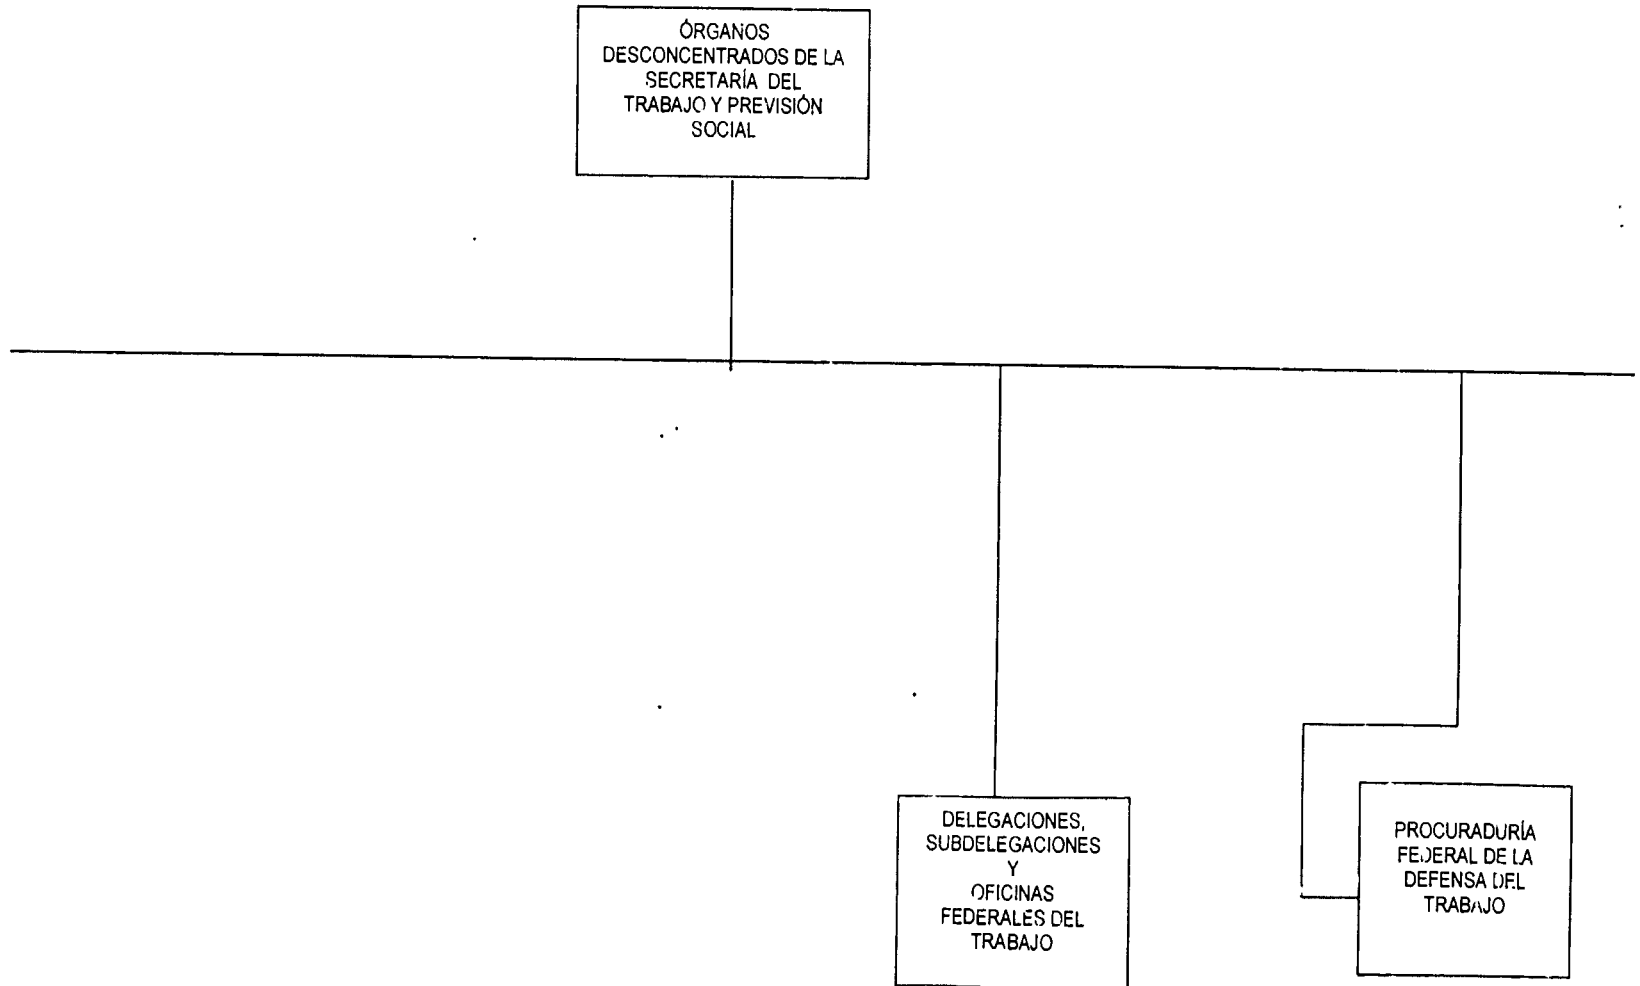 ÓRGANOS
DESCONCENTRADOS DE LA
SECRETARÍA DEL
TRABAJO Y PREVISIÓN
SOCIAL
DELEGACIONES,
SUBDELEGACIONES
Y
OFICINAS
FEDERALES DEL
TRABAJO
PROCURADURÍA
FEDERAL DE LA
DEFENSA DEL
TRABAJO